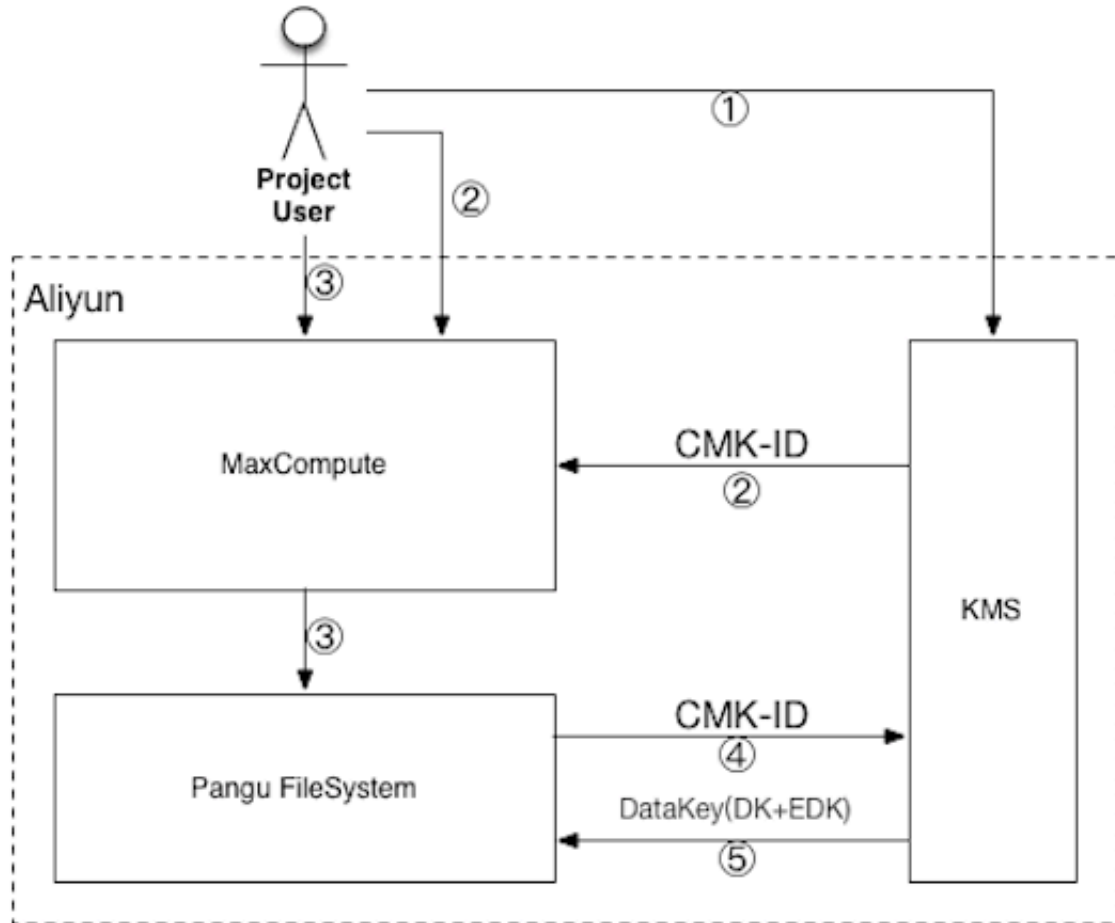 ①
Project
User
②
③
Aliyun
MaxCompute
CMK-ID
②
KMS
③
CMK-ID
④
Pangu FileSystem
DataKey(DK+EDK)
⑤